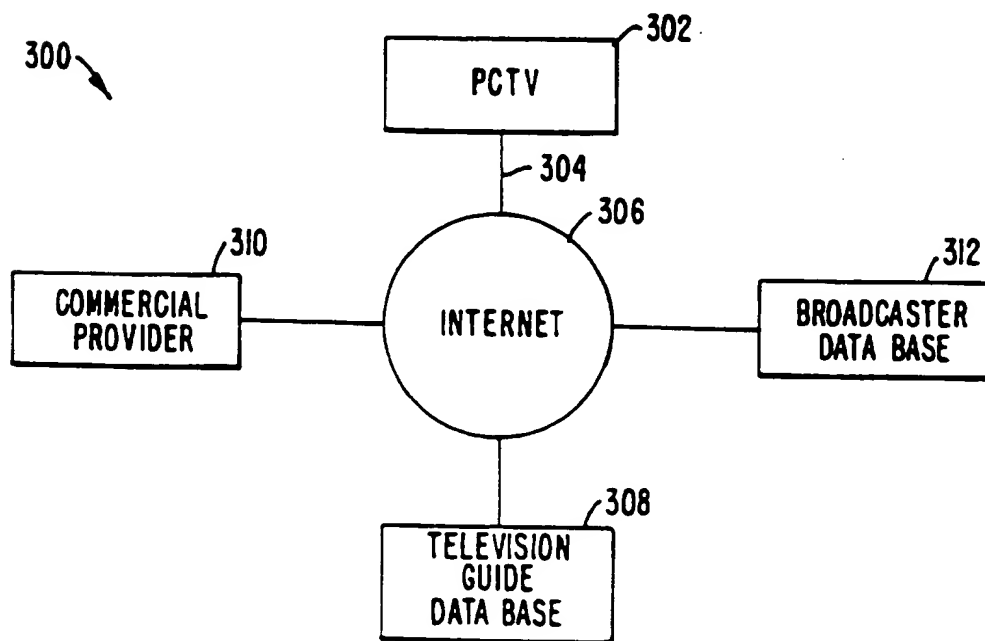 302
300
PCTV
304
306
310
312
COMMERCIAL
PROVIDER
INTERNET
BROADCASTER
DATA BASE
308
TELEVISION
GUIDE
DATA BASE